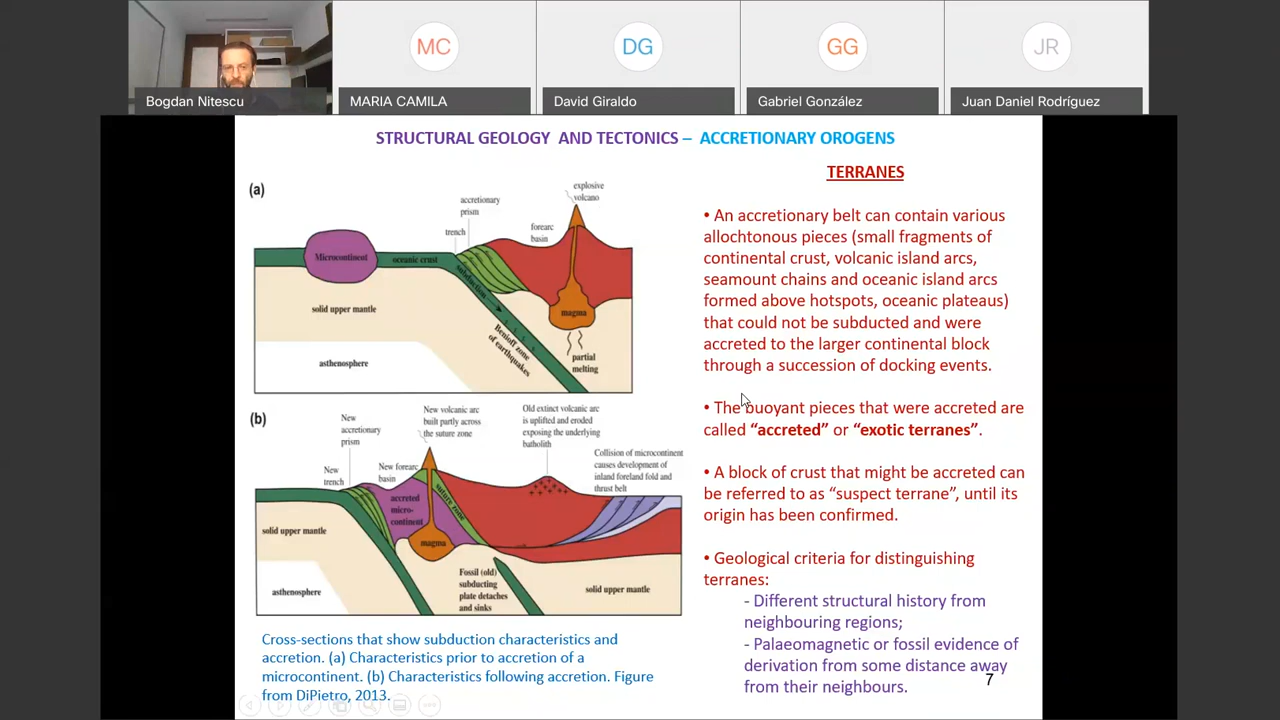 MC
DG
GG
JR
Bogdan Nitescu
MARIA CAMILA
David Giraldo
Gabriel González
Juan Daniel Rodríguez
STRUCTURAL GEOLOGY AND TECTONICS – ACCRETIONARY OROGENS
(a)
explosive
volcano
accretionary
prism
trench
forearc
basin
Microcontinent
oceanic crust
subduction
solid upper mantle
magma
Benioff zone
of earthquakes
asthenosphere
partial
melting
(b)
New
accretionary
prism
New volcanic arc
built partly across
the suture zone
Old extinct volcanic arc
is uplifted and eroded
exposing the underlying
batholith
Collision of microcontinent
causes development of
inland foreland fold and
thrust belt
New
trench
New forearc
basin
accreted
micro-
continent
suture zone
solid upper mantle
magma
Fossil (old)
subducting
plate detaches
and sinks
solid upper mantle
asthenosphere
Cross-sections that show subduction characteristics and
accretion. (a) Characteristics prior to accretion of a
microcontinent. (b) Characteristics following accretion. Figure
from DiPietro, 2013.
TERRANES
• An accretionary belt can contain various
allochtonous pieces (small fragments of
continental crust, volcanic island arcs,
seamount chains and oceanic island arcs
formed above hotspots, oceanic plateaus)
that could not be subducted and were
accreted to the larger continental block
through a succession of docking events.
• The buoyant pieces that were accreted are
called “accreted” or “exotic terranes”.
• A block of crust that might be accreted can
be referred to as “suspect terrane”, until its
origin has been confirmed.
• Geological criteria for distinguishing
terranes:
- Different structural history from
neighbouring regions;
- Palaeomagnetic or fossil evidence of
derivation from some distance away
from their neighbours.
7